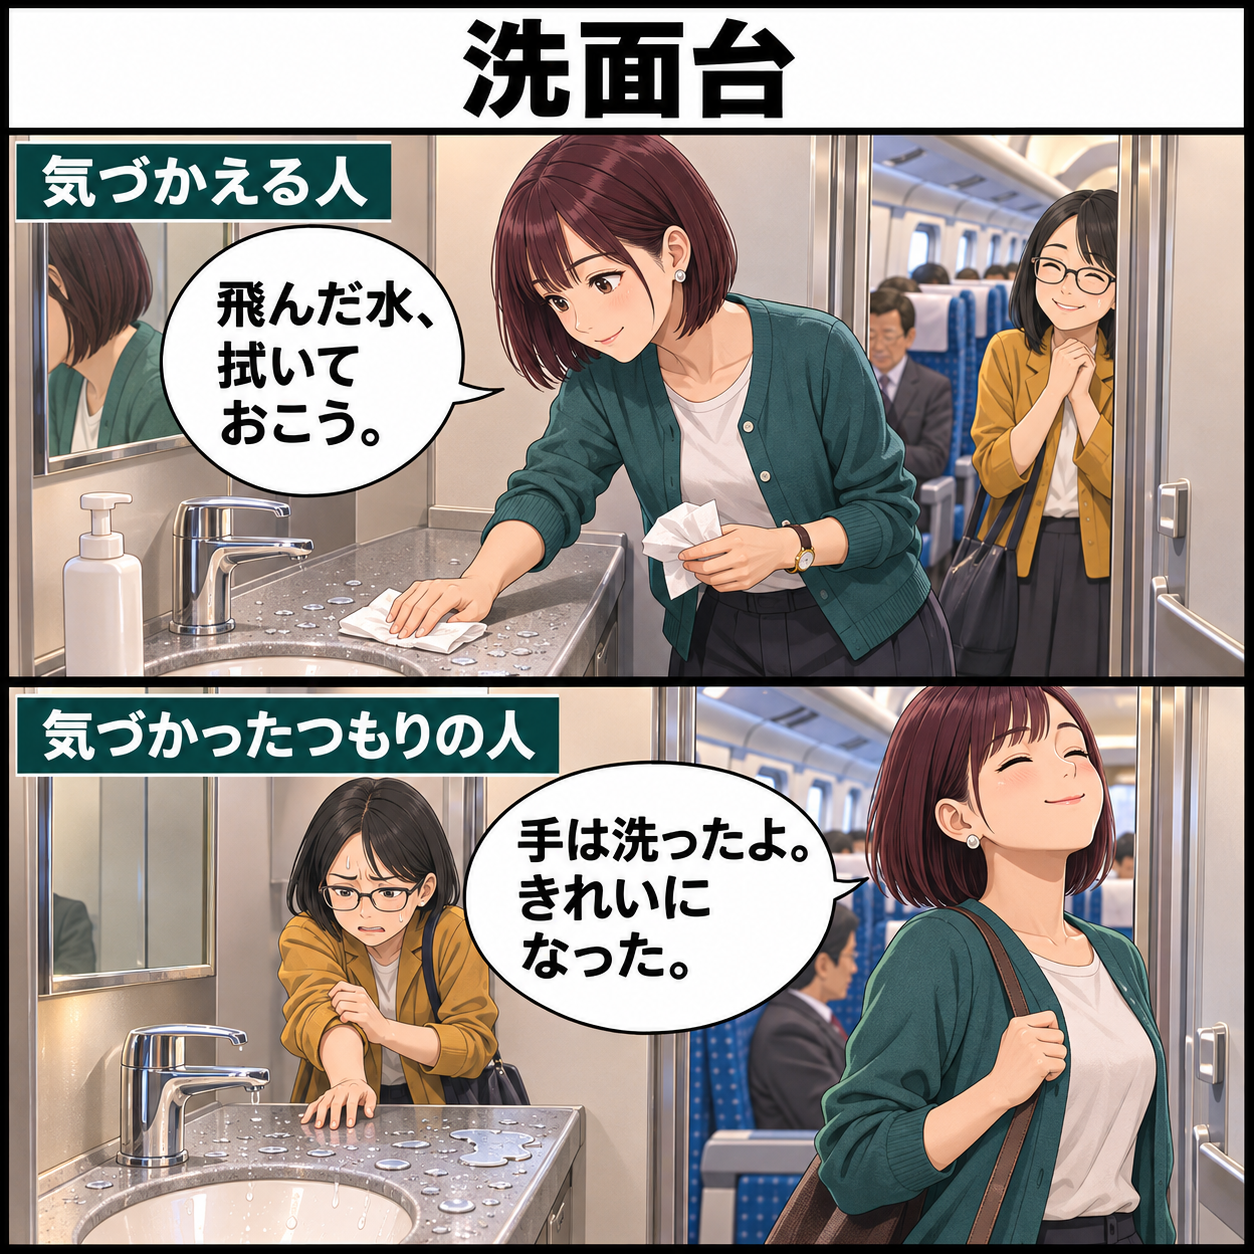 洗面台
気づかえる人
飛んだ水、
拭いて
おこう。
気づかったつもりの人
手は洗ったよ。
きれいに
なった。